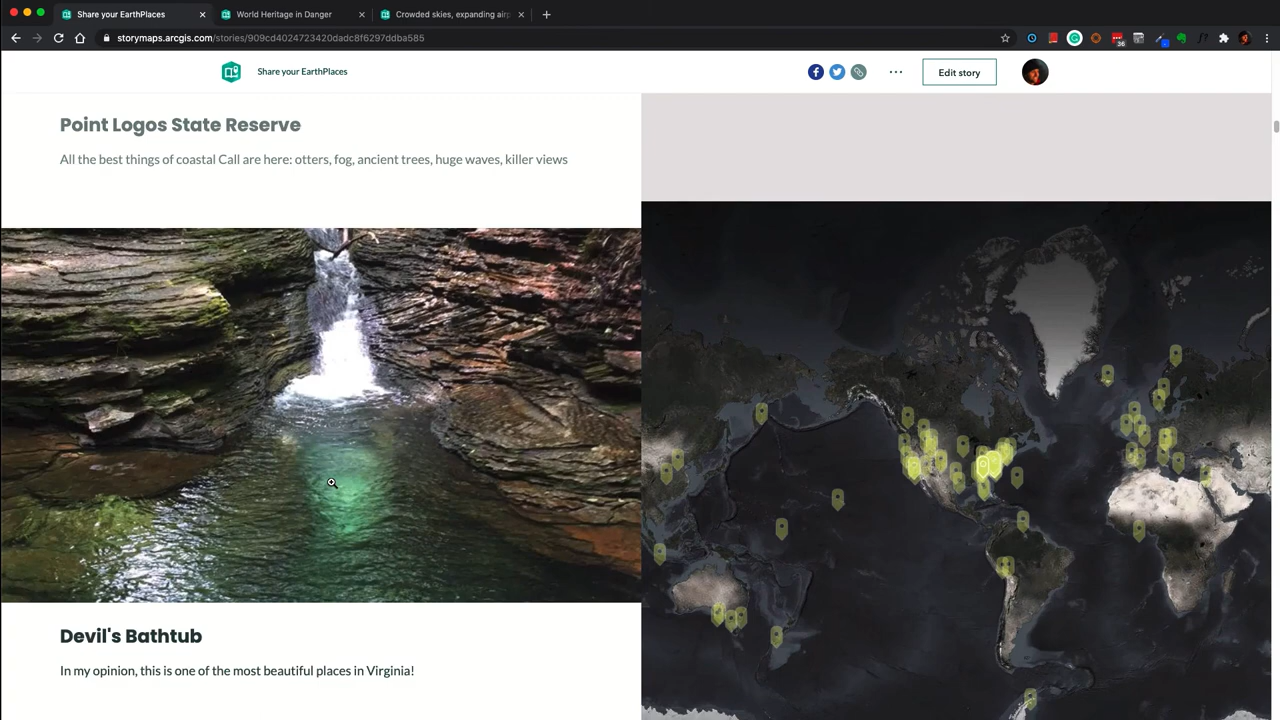 Share your EarthPlaces
World Heritage in Danger
Crowded skies, expanding airp
storymaps.arcgis.com/stories/909cd4024723420dadc8f6297ddba585
36
Share your EarthPlaces
Edit story
Point Logos State Reserve
All the best things of coastal Call are here: otters, fog, ancient trees, huge waves, killer views
Devil's Bathtub
In my opinion, this is one of the most beautiful places in Virginia!